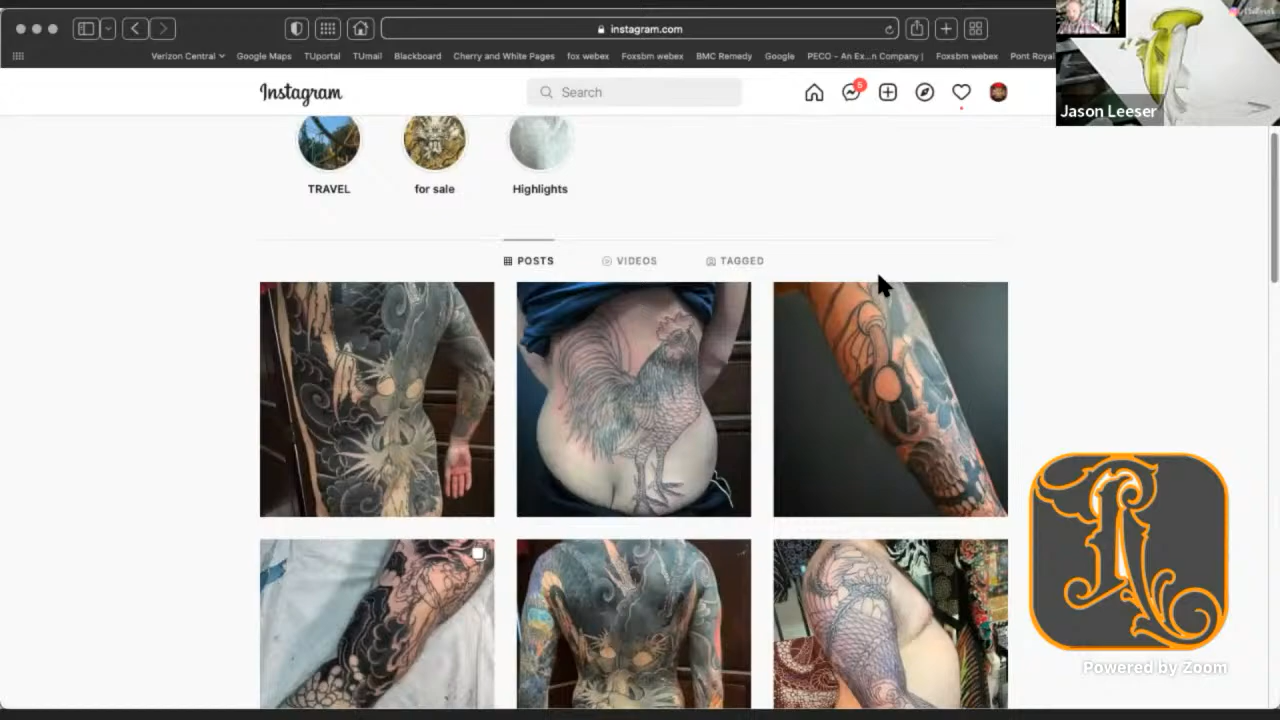 instagram.com
Verizon Central Google Maps TUportal TUmail Blackboard Cherry and White Pages fox webex Foxsbm webex BMC Remedy Google PECO – An Ex...n Company | Foxsbm webex Pont Royal
Instagram
Search
5
Jason Leeser
TRAVEL
for sale
Highlights
POSTS
VIDEOS
TAGGED
Powered by Zoom